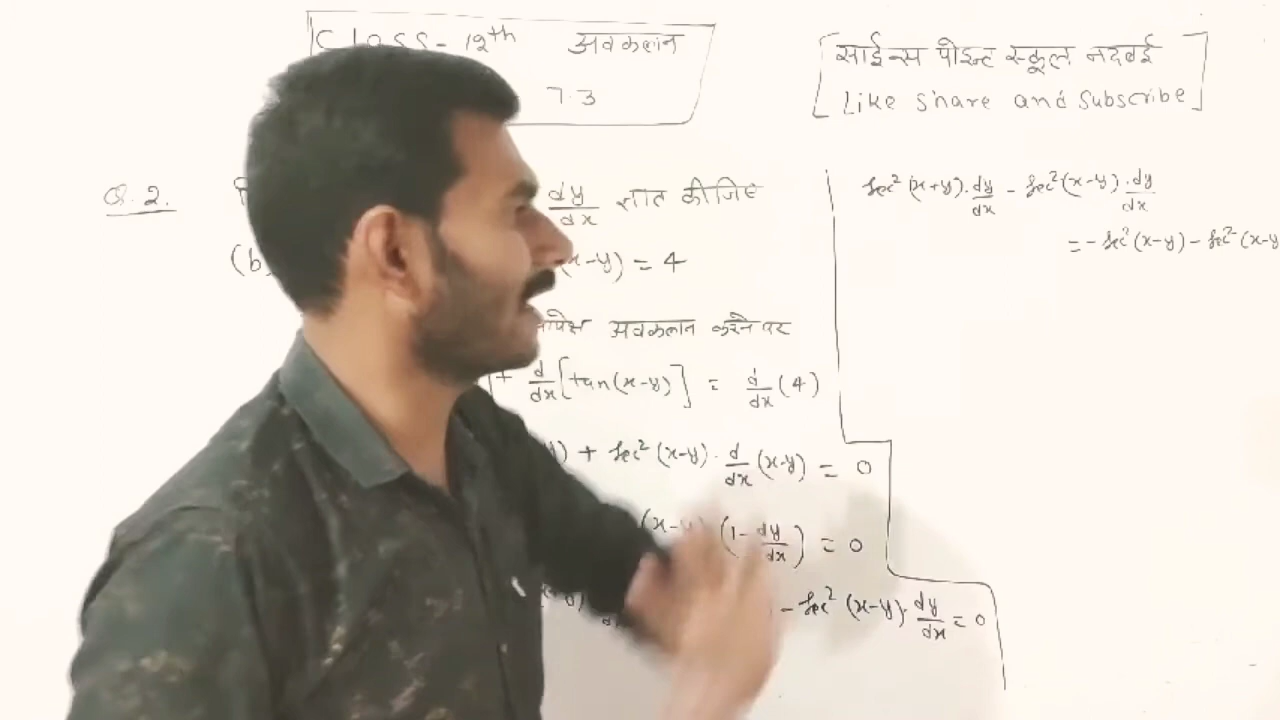 Class- 12th अवकलन
7.3
[साईन्स पोइन्ट स्कूल नदबई
Like Share and Subscribe]
Q.2. dy/dx ज्ञात कीजिए
(b) (x-y) = 4
सापेक्ष अवकलन करने पर
+ d/dx[tan(x-y)] = d/dx(4)
y) + sec²(x-y)· d/dx(x-y) = 0
(x-y) (1-dy/dx) = 0
- sec²(x-y)·dy/dx = 0
sec²(x+y)·dy/dx - sec²(x-y)·dy/dx
= - sec²(x-y) - sec²(x-y